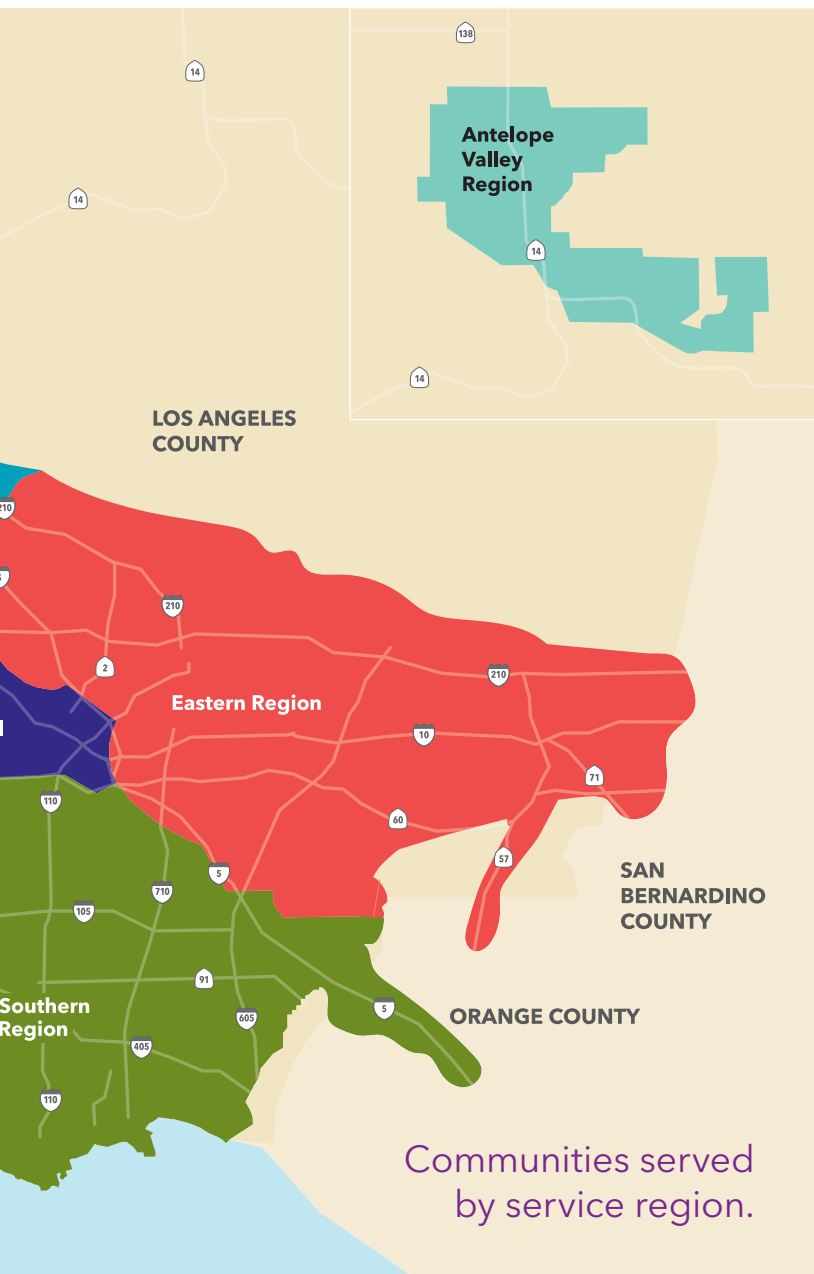 138
14
Antelope
Valley
Region
14
14
14
LOS ANGELES
COUNTY
210
210
2
210
Eastern Region
10
71
110
60
57
5
SAN
BERNARDINO
COUNTY
710
105
91
Southern
Region
605
5
ORANGE COUNTY
405
110
Communities served
by service region.